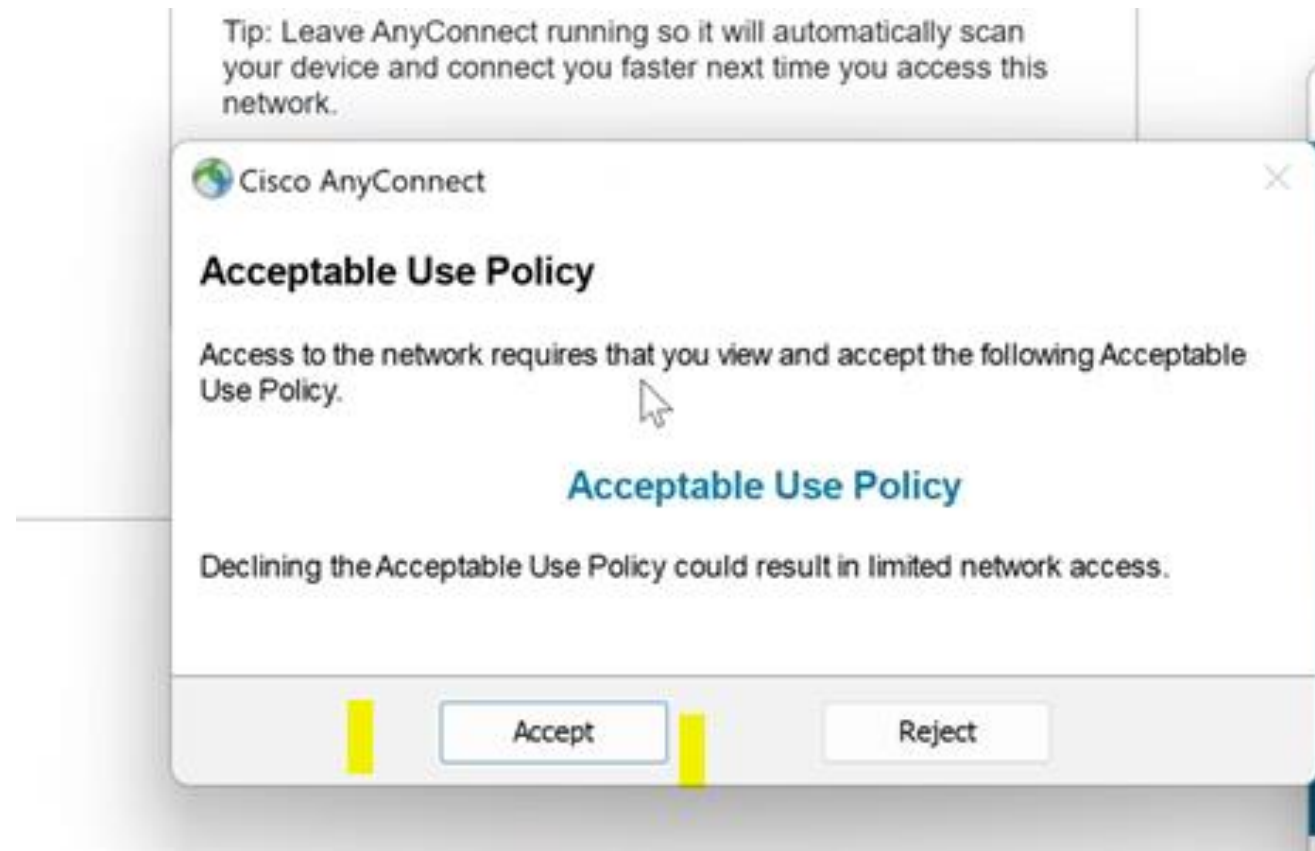 Tip: Leave AnyConnect running so it will automatically scan
your device and connect you faster next time you access this
network.
Cisco AnyConnect
Acceptable Use Policy
Access to the network requires that you view and accept the following Acceptable
Use Policy.
Acceptable Use Policy
Declining the Acceptable Use Policy could result in limited network access.
Accept
Reject